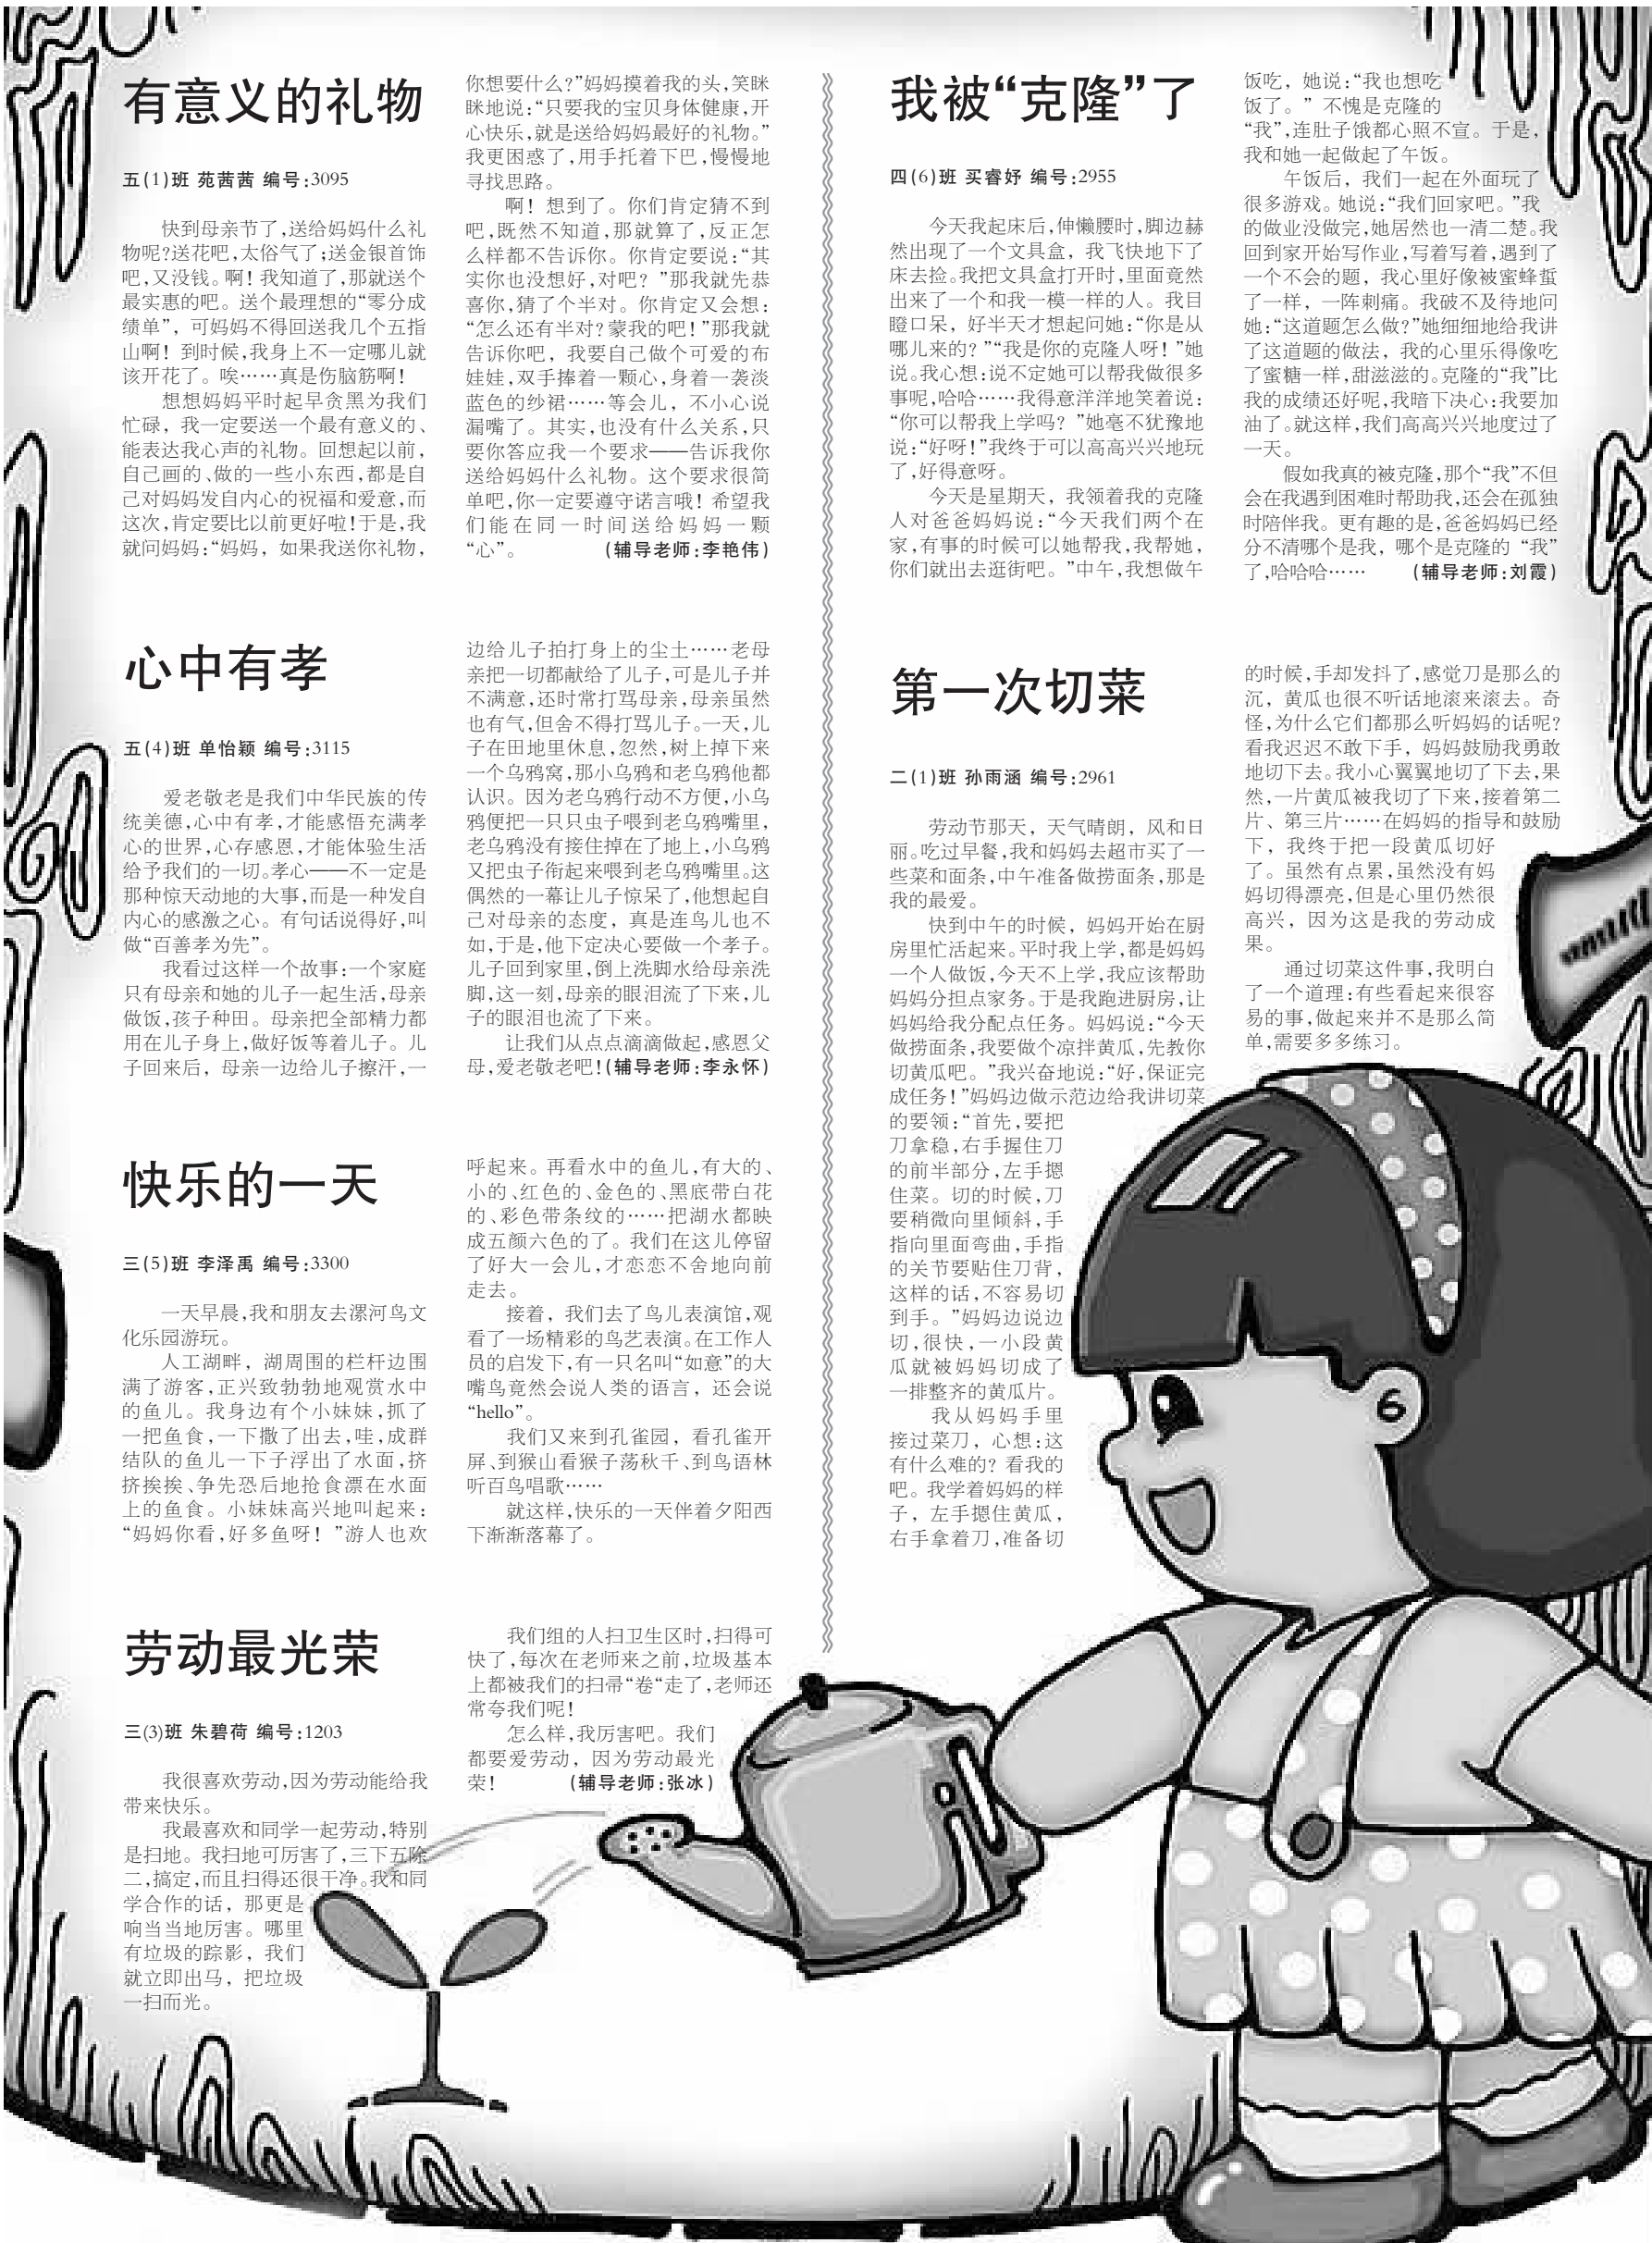 有意义的礼物
五(1)班 苑茜茜 编号:3095
快到母亲节了,送给妈妈什么礼
物呢?送花吧,太俗气了;送金银首饰
吧,又没钱。啊！我知道了,那就送个
最实惠的吧。送个最理想的“零分成
绩单”，可妈妈不得回送我几个五指
山啊！到时候,我身上不一定哪儿就
该开花了。唉……真是伤脑筋啊！
想想妈妈平时起早贪黑为我们
忙碌，我一定要送一个最有意义的、
能表达我心声的礼物。回想起以前，
自己画的、做的一些小东西,都是自
己对妈妈发自内心的祝福和爱意,而
这次,肯定要比以前更好啦！于是,我
就问妈妈:“妈妈，如果我送你礼物，
你想要什么?”妈妈摸着我的头,笑眯
眯地说:“只要我的宝贝身体健康,开
心快乐,就是送给妈妈最好的礼物。”
我更困惑了,用手托着下巴,慢慢地
寻找思路。
啊！想到了。你们肯定猜不到
吧,既然不知道,那就算了,反正怎
么样都不告诉你。你肯定要说:“其
实你也没想好,对吧？”那我就先恭
喜你,猜了个半对。你肯定又会想：
“怎么还有半对?蒙我的吧！”那我就
告诉你吧，我要自己做个可爱的布
娃娃,双手捧着一颗心,身着一袭淡
蓝色的纱裙……等会儿，不小心说
漏嘴了。其实,也没有什么关系,只
要你答应我一个要求——告诉我你
送给妈妈什么礼物。这个要求很简
单吧,你一定要遵守诺言哦！希望我
们能在同一时间送给妈妈一颗
“心”。 (辅导老师:李艳伟)
心中有孝
五(4)班 单怡颖 编号:3115
爱老敬老是我们中华民族的传
统美德,心中有孝,才能感悟充满孝
心的世界,心存感恩,才能体验生活
给予我们的一切。孝心——不一定是
那种惊天动地的大事,而是一种发自
内心的感激之心。有句话说得好,叫
做“百善孝为先”。
我看过这样一个故事:一个家庭
只有母亲和她的儿子一起生活,母亲
做饭,孩子种田。母亲把全部精力都
用在儿子身上,做好饭等着儿子。儿
子回来后，母亲一边给儿子擦汗,一
边给儿子拍打身上的尘土……老母
亲把一切都献给了儿子,可是儿子并
不满意,还时常打骂母亲,母亲虽然
也有气,但舍不得打骂儿子。一天,儿
子在田地里休息,忽然,树上掉下来
一个乌鸦窝,那小乌鸦和老乌鸦他都
认识。因为老乌鸦行动不方便,小乌
鸦便把一只只虫子喂到老乌鸦嘴里，
老乌鸦没有接住掉在了地上,小乌鸦
又把虫子衔起来喂到老乌鸦嘴里。这
偶然的一幕让儿子惊呆了,他想起自
己对母亲的态度，真是连鸟儿也不
如,于是,他下定决心要做一个孝子。
儿子回到家里,倒上洗脚水给母亲洗
脚,这一刻,母亲的眼泪流了下来,儿
子的眼泪也流了下来。
让我们从点点滴滴做起,感恩父
母,爱老敬老吧！(辅导老师:李永怀)
快乐的一天
三(5)班 李泽禹 编号:3300
一天早晨,我和朋友去漯河鸟文
化乐园游玩。
人工湖畔，湖周围的栏杆边围
满了游客,正兴致勃勃地观赏水中
的鱼儿。我身边有个小妹妹,抓了
一把鱼食,一下撒了出去,哇,成群
结队的鱼儿一下子浮出了水面,挤
挤挨挨、争先恐后地抢食漂在水面
上的鱼食。小妹妹高兴地叫起来：
“妈妈你看,好多鱼呀！”游人也欢
呼起来。再看水中的鱼儿,有大的、
小的、红色的、金色的、黑底带白花
的、彩色带条纹的……把湖水都映
成五颜六色的了。我们在这儿停留
了好大一会儿,才恋恋不舍地向前
走去。
接着，我们去了鸟儿表演馆,观
看了一场精彩的鸟艺表演。在工作人
员的启发下,有一只名叫“如意”的大
嘴鸟竟然会说人类的语言，还会说
“hello”。
我们又来到孔雀园，看孔雀开
屏、到猴山看猴子荡秋千、到鸟语林
听百鸟唱歌……
就这样,快乐的一天伴着夕阳西
下渐渐落幕了。
劳动最光荣
三(3)班 朱碧荷 编号:1203
我很喜欢劳动,因为劳动能给我
带来快乐。
我最喜欢和同学一起劳动,特别
是扫地。我扫地可厉害了,三下五除
二,搞定,而且扫得还很干净。我和同
学合作的话，那更是
响当当地厉害。哪里
有垃圾的踪影，我们
就立即出马，把垃圾
一扫而光。
我们组的人扫卫生区时,扫得可
快了,每次在老师来之前,垃圾基本
上都被我们的扫帚“卷“走了,老师还
常夸我们呢！
怎么样,我厉害吧。我们
都要爱劳动，因为劳动最光
荣！ (辅导老师:张冰)
我被“克隆”了
四(6)班 买睿妤 编号:2955
今天我起床后,伸懒腰时,脚边赫
然出现了一个文具盒，我飞快地下了
床去捡。我把文具盒打开时,里面竟然
出来了一个和我一模一样的人。我目
瞪口呆，好半天才想起问她:“你是从
哪儿来的？”“我是你的克隆人呀！”她
说。我心想:说不定她可以帮我做很多
事呢,哈哈……我得意洋洋地笑着说：
“你可以帮我上学吗？”她毫不犹豫地
说:“好呀！”我终于可以高高兴兴地玩
了,好得意呀。
今天是星期天，我领着我的克隆
人对爸爸妈妈说:“今天我们两个在
家,有事的时候可以她帮我,我帮她，
你们就出去逛街吧。”中午,我想做午
饭吃，她说:“我也想吃
饭了。”不愧是克隆的
“我”,连肚子饿都心照不宣。于是，
我和她一起做起了午饭。
午饭后，我们一起在外面玩了
很多游戏。她说:“我们回家吧。”我
的做业没做完,她居然也一清二楚。我
回到家开始写作业,写着写着,遇到了
一个不会的题，我心里好像被蜜蜂蜇
了一样，一阵刺痛。我破不及待地问
她:“这道题怎么做?”她细细地给我讲
了这道题的做法，我的心里乐得像吃
了蜜糖一样,甜滋滋的。克隆的“我”比
我的成绩还好呢,我暗下决心:我要加
油了。就这样,我们高高兴兴地度过了
一天。
假如我真的被克隆,那个“我”不但
会在我遇到困难时帮助我,还会在孤独
时陪伴我。更有趣的是,爸爸妈妈已经
分不清哪个是我，哪个是克隆的“我”
了,哈哈哈…… (辅导老师:刘霞)
第一次切菜
二(1)班 孙雨涵 编号:2961
劳动节那天，天气晴朗，风和日
丽。吃过早餐,我和妈妈去超市买了一
些菜和面条,中午准备做捞面条,那是
我的最爱。
快到中午的时候，妈妈开始在厨
房里忙活起来。平时我上学,都是妈妈
一个人做饭,今天不上学,我应该帮助
妈妈分担点家务。于是我跑进厨房,让
妈妈给我分配点任务。妈妈说:“今天
做捞面条,我要做个凉拌黄瓜,先教你
切黄瓜吧。”我兴奋地说:“好,保证完
成任务！”妈妈边做示范边给我讲切菜
的要领:“首先,要把
刀拿稳,右手握住刀
的前半部分,左手摁
住菜。切的时候,刀
要稍微向里倾斜,手
指向里面弯曲,手指
的关节要贴住刀背，
这样的话,不容易切
到手。”妈妈边说边
切,很快,一小段黄
瓜就被妈妈切成了
一排整齐的黄瓜片。
我从妈妈手里
接过菜刀，心想:这
有什么难的？看我的
吧。我学着妈妈的样
子，左手摁住黄瓜，
右手拿着刀,准备切
的时候,手却发抖了,感觉刀是那么的
沉，黄瓜也很不听话地滚来滚去。奇
怪,为什么它们都那么听妈妈的话呢?
看我迟迟不敢下手，妈妈鼓励我勇敢
地切下去。我小心翼翼地切了下去,果
然,一片黄瓜被我切了下来,接着第二
片、第三片……在妈妈的指导和鼓励
下，我终于把一段黄瓜切好
了。虽然有点累,虽然没有妈
妈切得漂亮,但是心里仍然很
高兴，因为这是我的劳动成
果。
通过切菜这件事,我明白
了一个道理:有些看起来很容
易的事,做起来并不是那么简
单,需要多多练习。